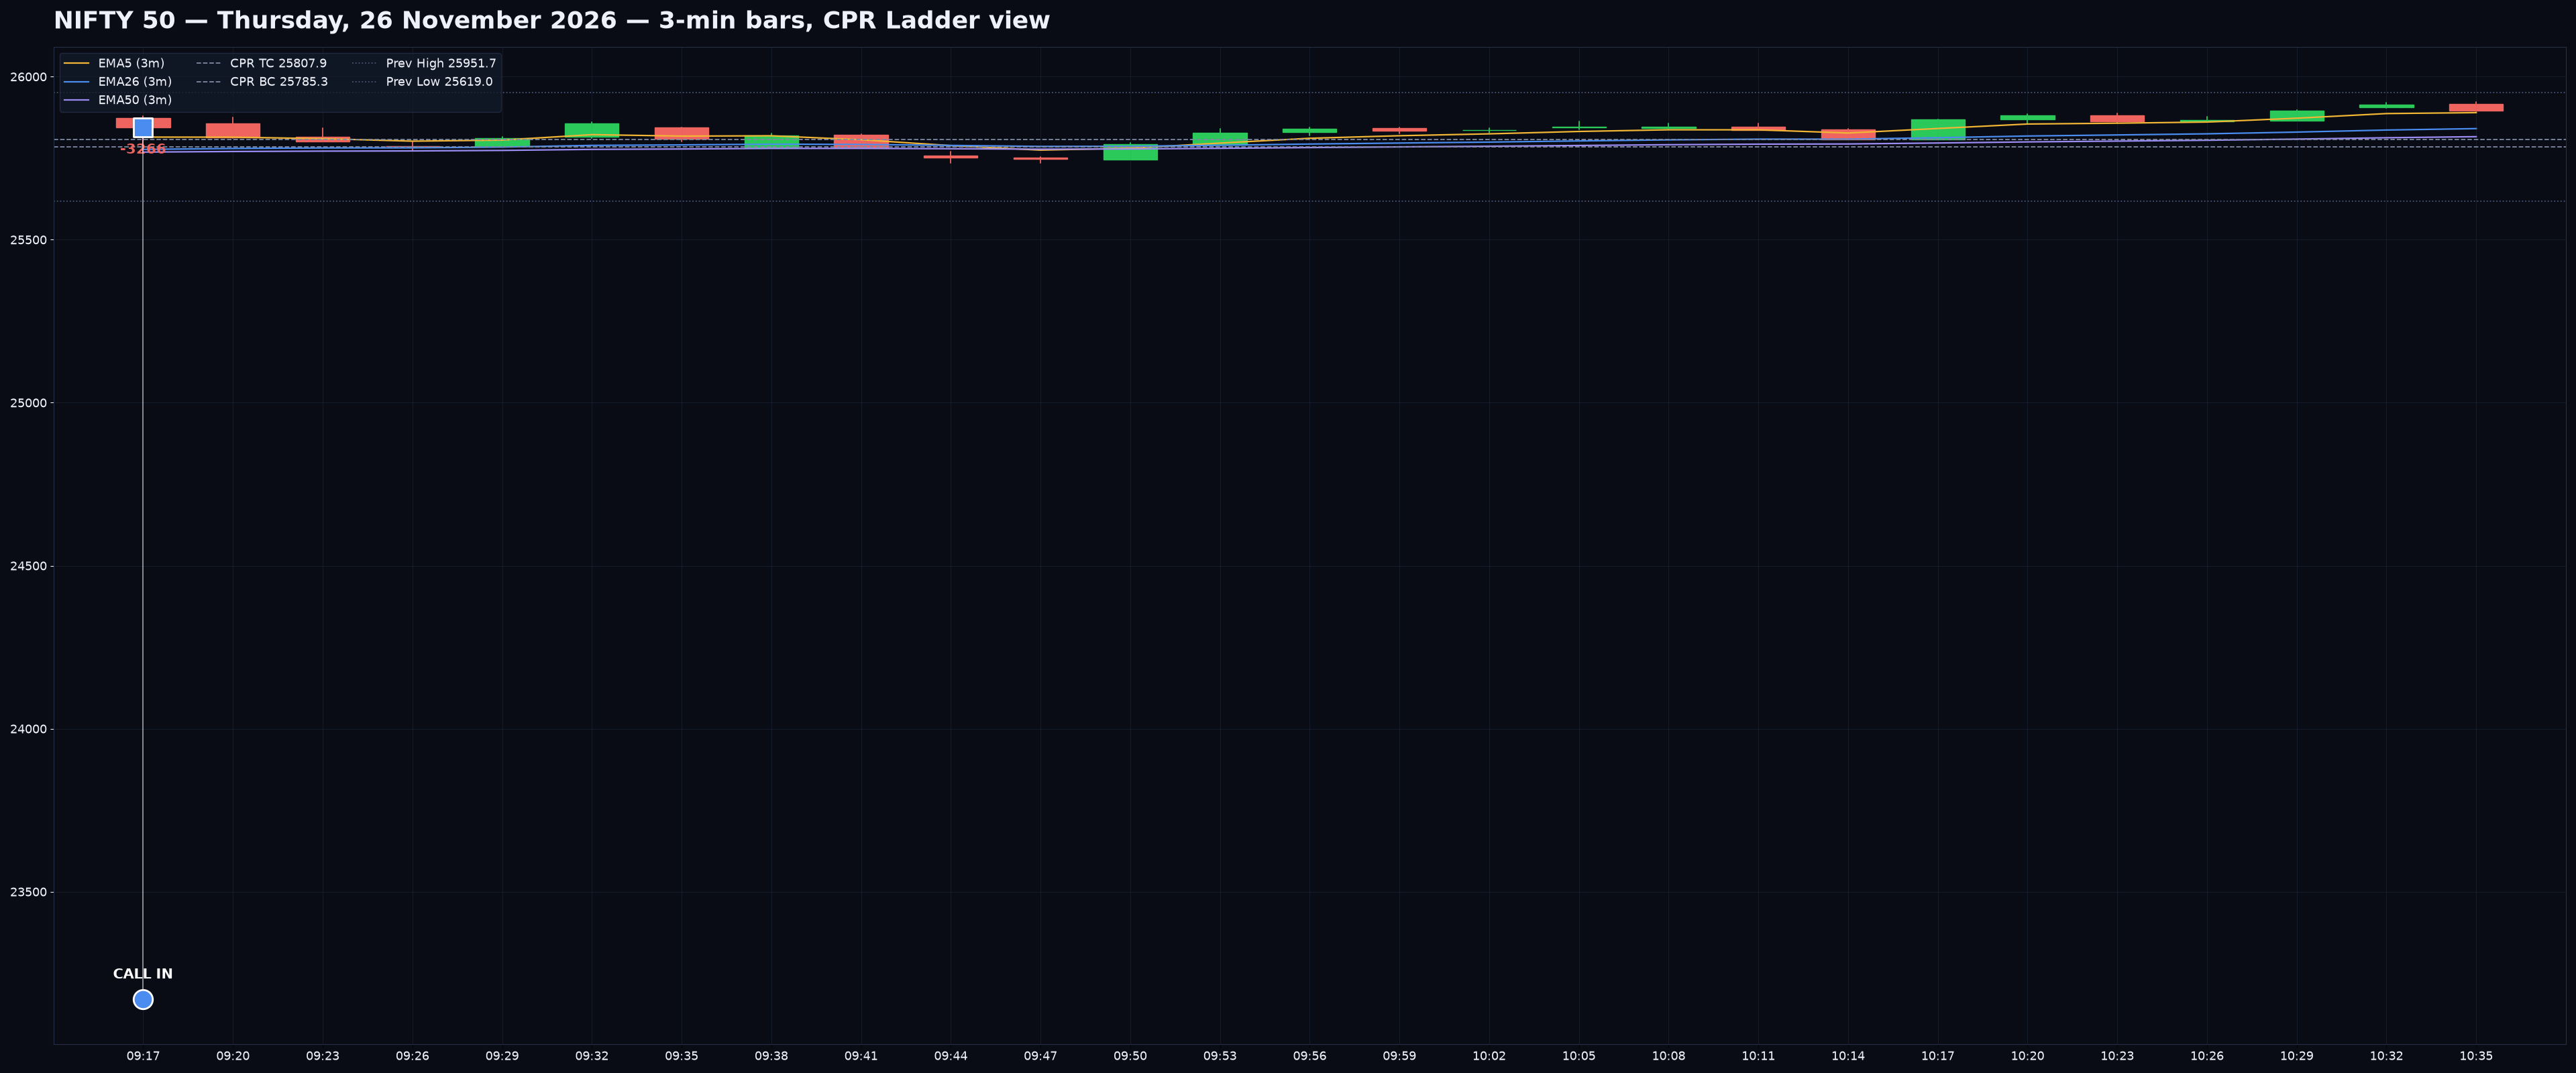 NIFTY 50 — Thursday, 26 November 2026 — 3-min bars, CPR Ladder view
EMA5 (3m)
EMA26 (3m)
EMA50 (3m)
CPR TC 25807.9
CPR BC 25785.3
Prev High 25951.7
Prev Low 25619.0
26000
25500
25000
24500
24000
23500
-3266
CALL IN
09:17 09:20 09:23 09:26 09:29 09:32 09:35 09:38 09:41 09:44 09:47 09:50 09:53 09:56 09:59 10:02 10:05 10:08 10:11 10:14 10:17 10:20 10:23 10:26 10:29 10:32 10:35